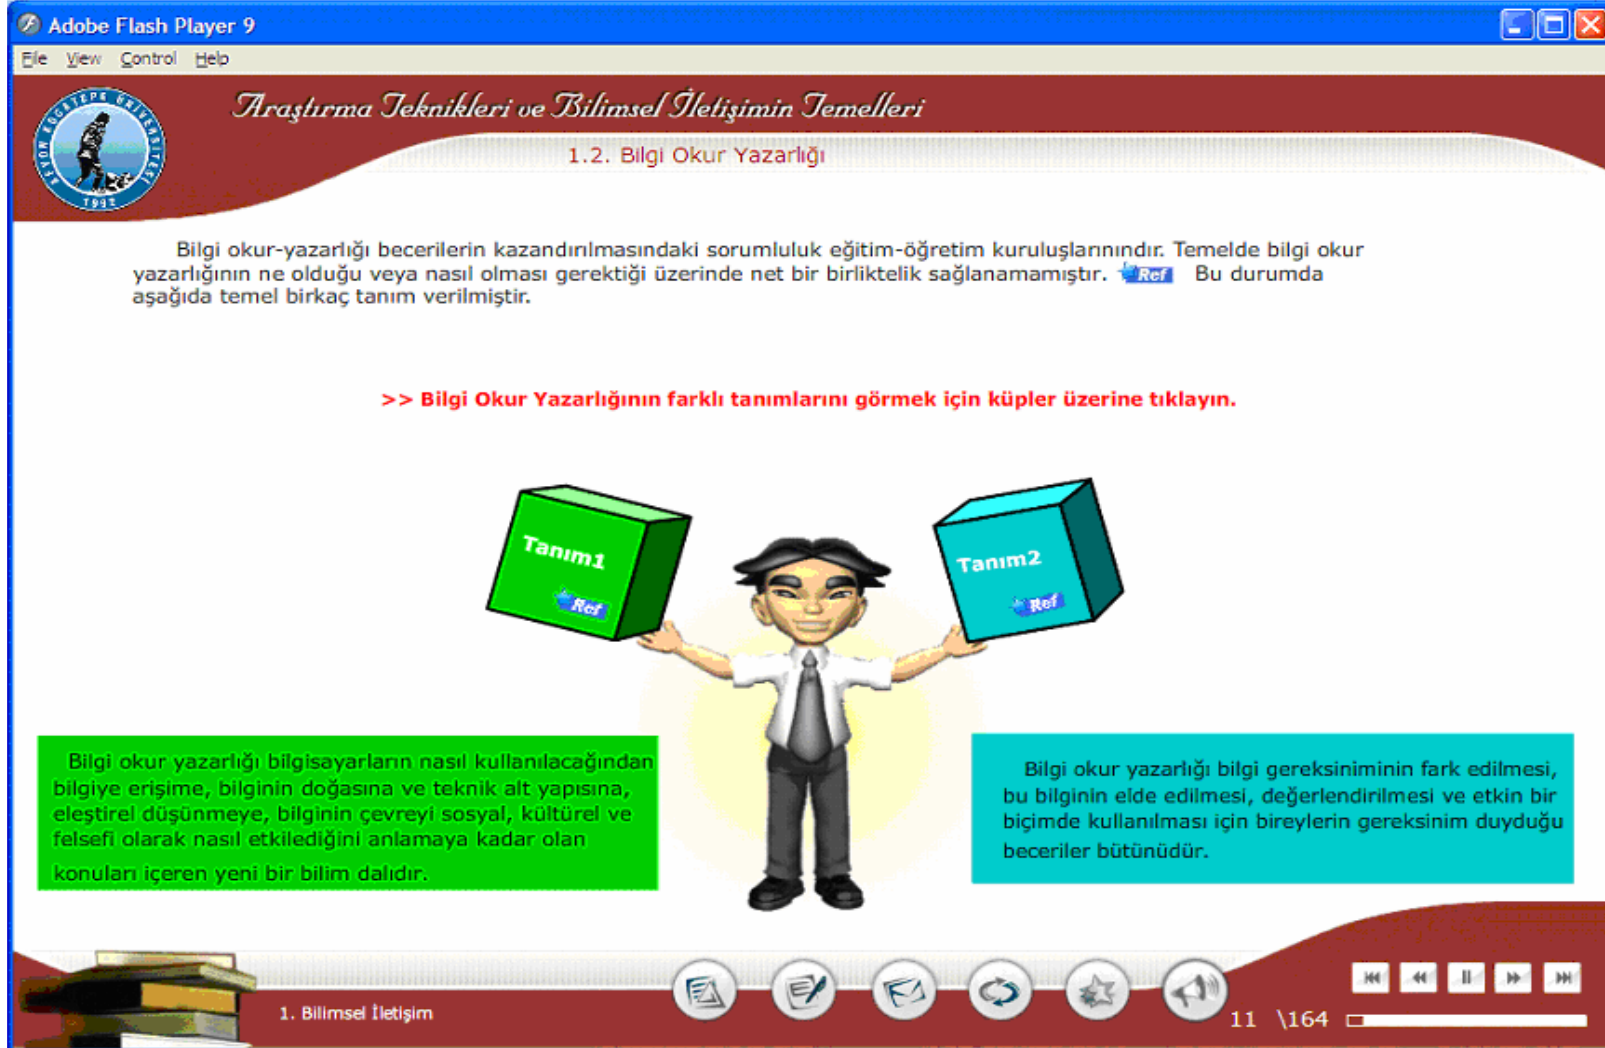 Adobe Flash Player 9
File View Control Help
AFYON KOCATEPE ÜNİVERSİTESİ
1992
Araştırma Teknikleri ve Bilimsel İletişimin Temelleri
1.2. Bilgi Okur Yazarlığı
Bilgi okur-yazarlığı becerilerin kazandırılmasındaki sorumluluk eğitim-öğretim kuruluşlarınındır. Temelde bilgi okur
yazarlığının ne olduğu veya nasıl olması gerektiği üzerinde net bir birliktelik sağlanamamıştır. Ref Bu durumda
aşağıda temel birkaç tanım verilmiştir.
>> Bilgi Okur Yazarlığının farklı tanımlarını görmek için küpler üzerine tıklayın.
Tanım1
Ref
Tanım2
Ref
Bilgi okur yazarlığı bilgisayarların nasıl kullanılacağından
bilgiye erişime, bilginin doğasına ve teknik alt yapısına,
eleştirel düşünmeye, bilginin çevreyi sosyal, kültürel ve
felsefi olarak nasıl etkilediğini anlamaya kadar olan
konuları içeren yeni bir bilim dalıdır.
Bilgi okur yazarlığı bilgi gereksiniminin fark edilmesi,
bu bilginin elde edilmesi, değerlendirilmesi ve etkin bir
biçimde kullanılması için bireylerin gereksinim duyduğu
beceriler bütünüdür.
1. Bilimsel İletişim
11 \164